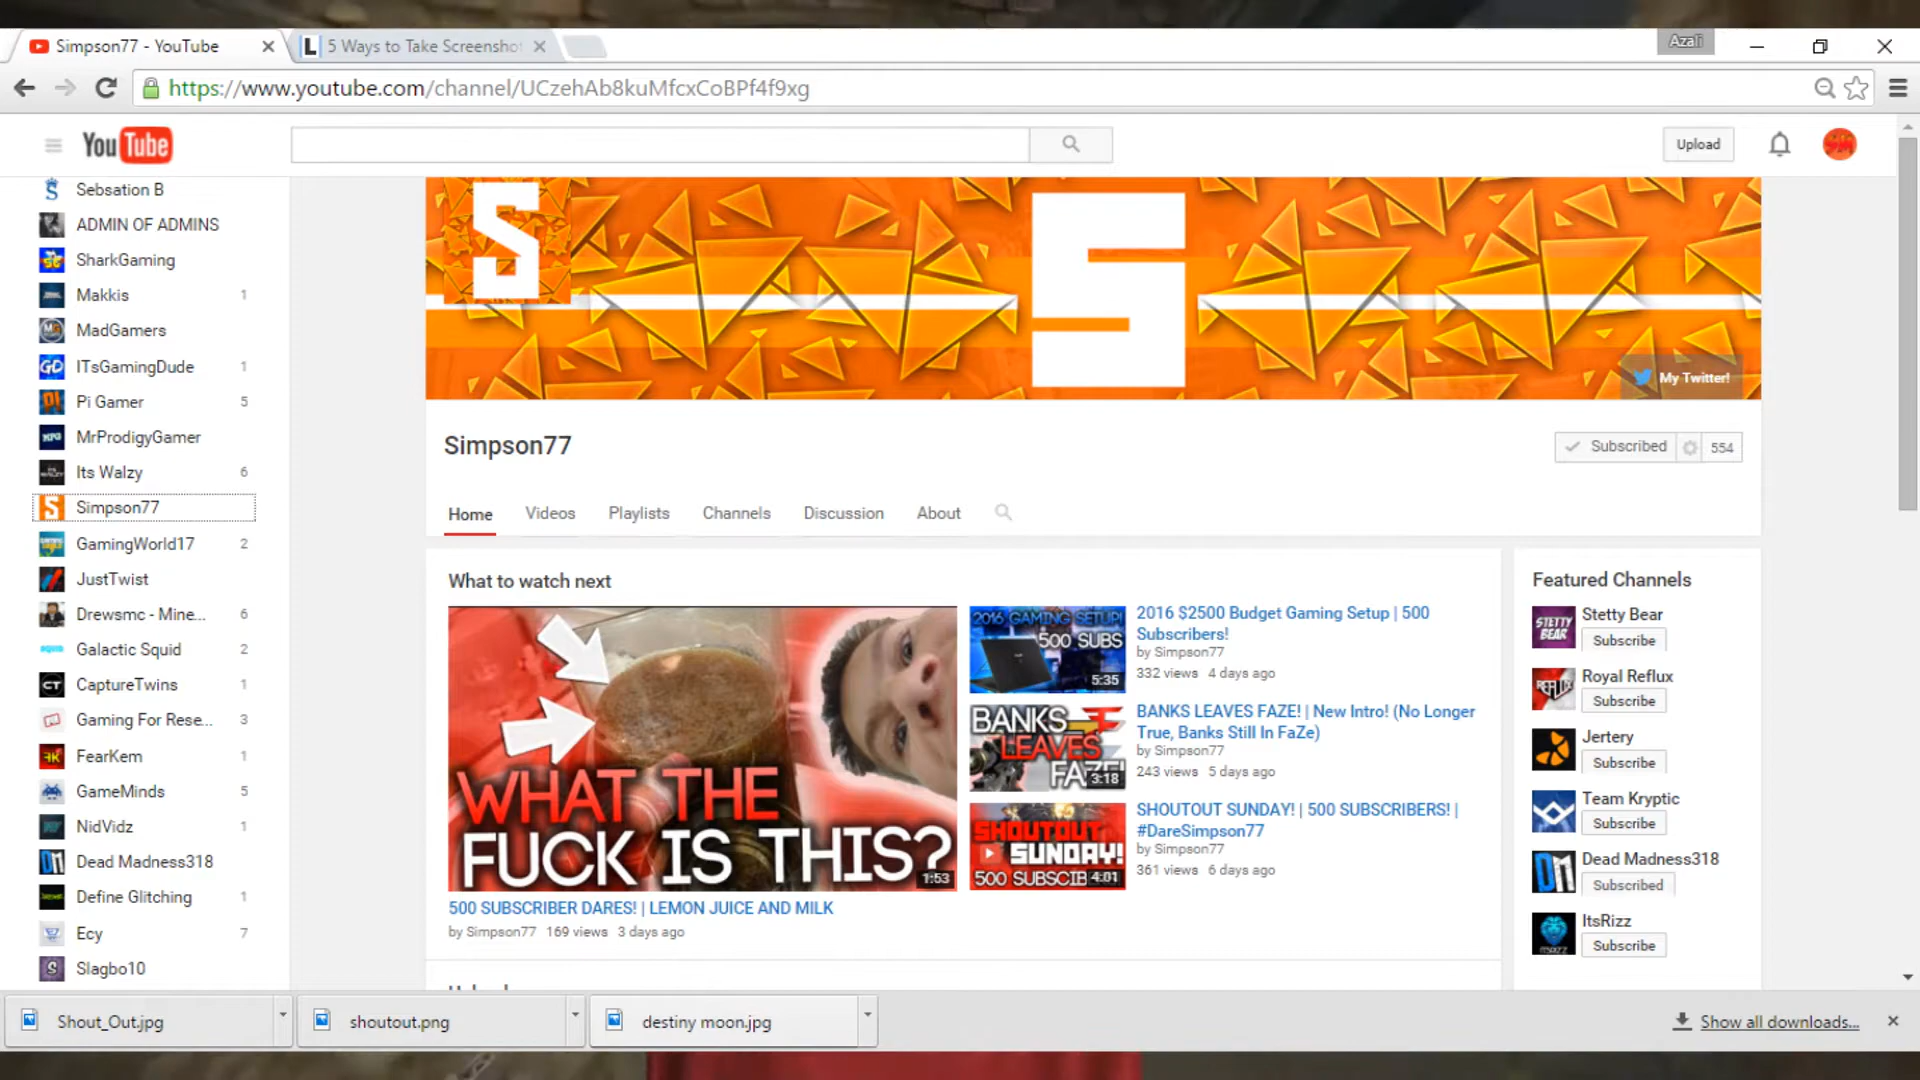 Simpson77 - YouTube
5 Ways to Take Screenshot
Azali
https://www.youtube.com/channel/UCzehAb8kuMfcxCoBPf4f9xg
YouTube
Upload
SM
Sebsation B
ADMIN OF ADMINS
SharkGaming
Makkis 1
MadGamers
ITsGamingDude 1
Pi Gamer 5
MrProdigyGamer
Its Walzy 6
Simpson77
GamingWorld17 2
JustTwist
Drewsmc - Mine... 6
Galactic Squid 2
CaptureTwins 1
Gaming For Rese... 3
FearKem 1
GameMinds 5
NidVidz 1
Dead Madness318
Define Glitching 1
Ecy 7
Slagbo10
S
S
My Twitter!
Simpson77
Subscribed 554
Home Videos Playlists Channels Discussion About
What to watch next
WHAT THE
FUCK IS THIS?
1:53
500 SUBSCRIBER DARES! | LEMON JUICE AND MILK
by Simpson77 169 views 3 days ago
2016 GAMING SETUP!
500 SUBS
5:35
2016 $2500 Budget Gaming Setup | 500
Subscribers!
by Simpson77
332 views 4 days ago
BANKS
LEAVES
FAZE!
3:18
BANKS LEAVES FAZE! | New Intro! (No Longer
True, Banks Still In FaZe)
by Simpson77
243 views 5 days ago
SHOUTOUT
SUNDAY!
500 SUBSCIB
4:01
SHOUTOUT SUNDAY! | 500 SUBSCRIBERS! |
#DareSimpson77
by Simpson77
361 views 6 days ago
Featured Channels
STETTY
BEAR
Stetty Bear
Subscribe
REFLIX
Royal Reflux
Subscribe
Jertery
Subscribe
Team Kryptic
Subscribe
Dead Madness318
Subscribed
ItsRizz
Subscribe
Shout_Out.jpg
shoutout.png
destiny moon.jpg
Show all downloads...